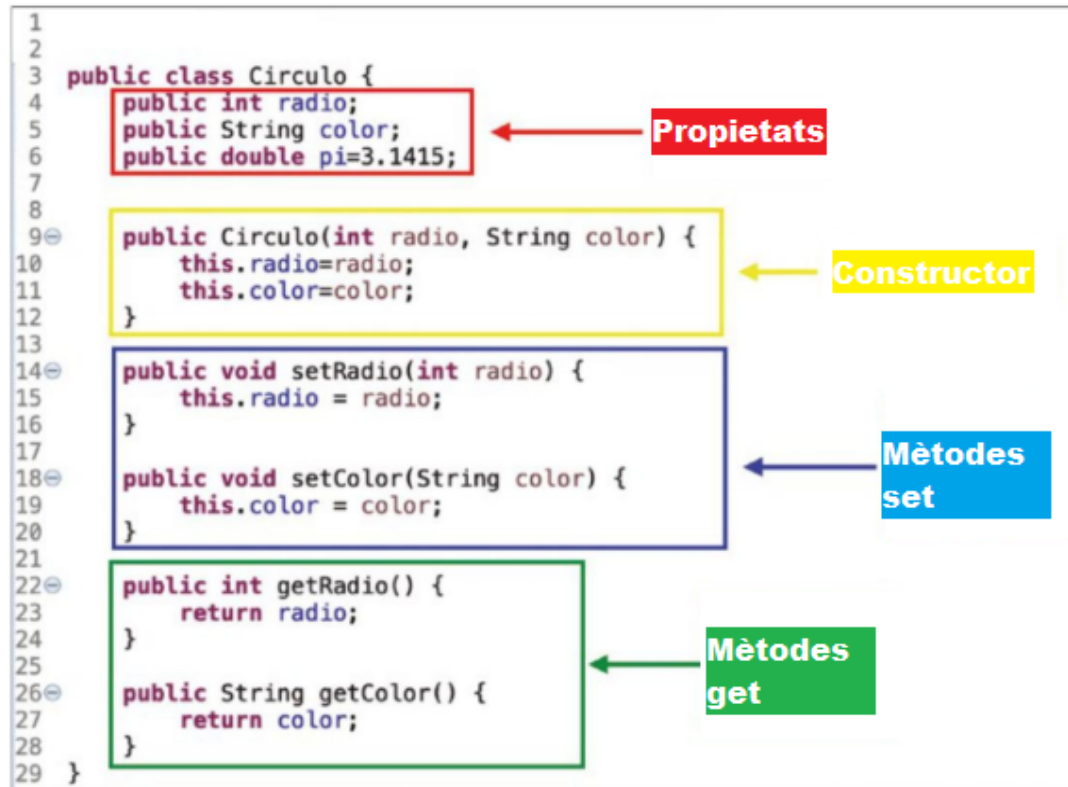 1
2
3 public class Circulo {
4 public int radio;
5 public String color;
6 public double pi=3.1415;
Propietats
7
8
9 public Circulo(int radio, String color) {
10 this.radio=radio;
11 this.color=color;
12 }
Constructor
13
14 public void setRadio(int radio) {
15 this.radio = radio;
16 }
17
18 public void setColor(String color) {
19 this.color = color;
20 }
Mètodes
set
21
22 public int getRadio() {
23 return radio;
24 }
25
26 public String getColor() {
27 return color;
28 }
Mètodes
get
29 }